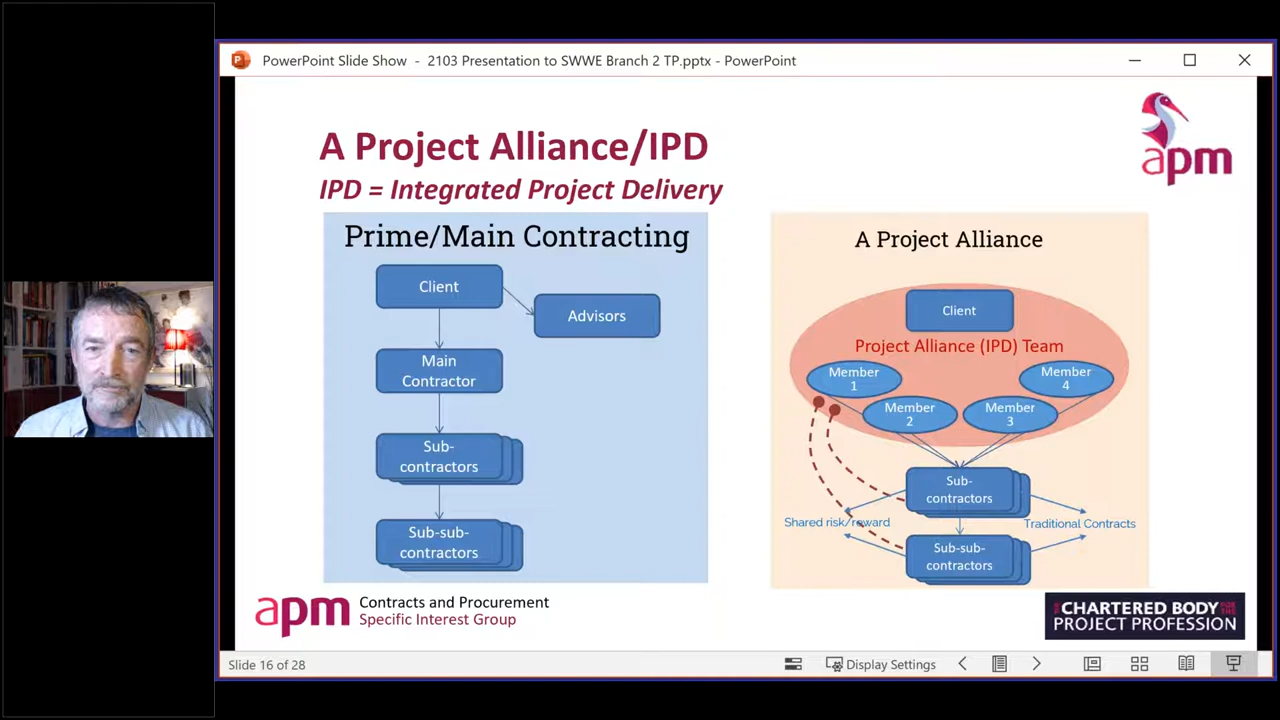 PowerPoint Slide Show - 2103 Presentation to SWWE Branch 2 TP.pptx - PowerPoint
apm
A Project Alliance/IPD
IPD = Integrated Project Delivery
Prime/Main Contracting
Client
Advisors
Main
Contractor
Sub-
contractors
Sub-sub-
contractors
A Project Alliance
Client
Project Alliance (IPD) Team
Member
1
Member
2
Member
3
Member
4
Sub-
contractors
Shared risk/reward
Traditional Contracts
Sub-sub-
contractors
apm
Contracts and Procurement
Specific Interest Group
CHARTERED BODY
PROJECT PROFESSION
Slide 16 of 28
Display Settings